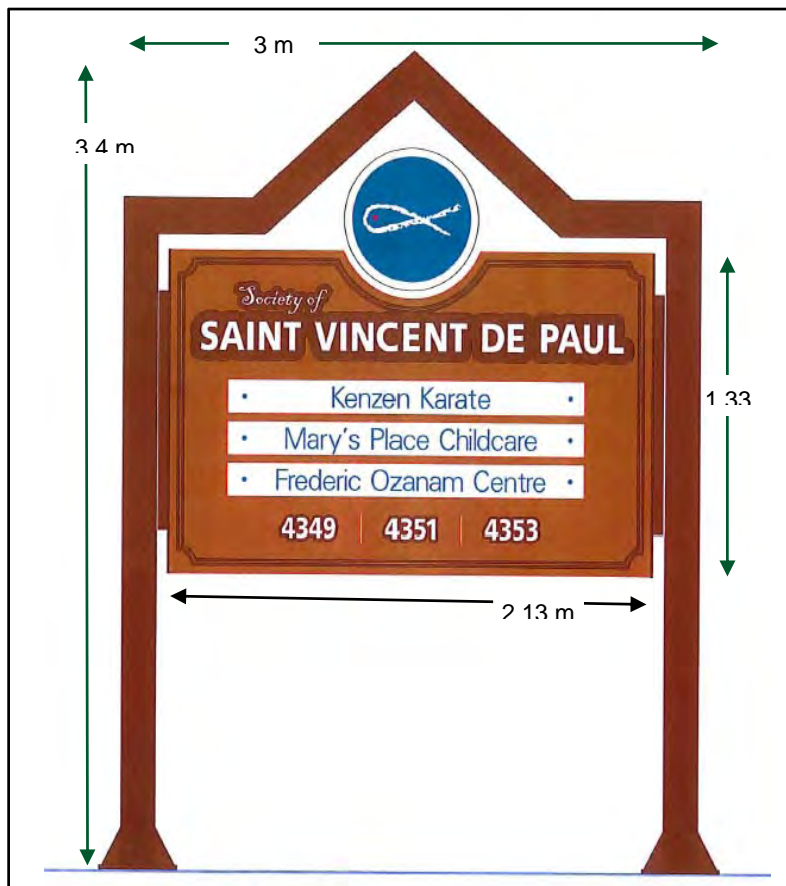 3 m
3.4 m
Society of
SAINT VINCENT DE PAUL
1.33
· Kenzen Karate ·
· Mary's Place Childcare ·
· Frederic Ozanam Centre ·
4349 | 4351 | 4353
2.13 m